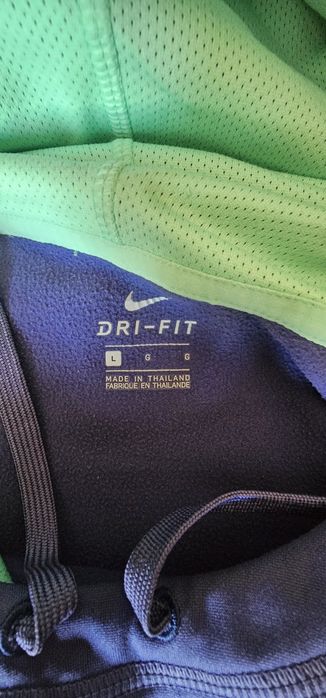 DRI-FIT
L G G
MADE IN THAILAND
FABRIQUÉ EN THAÏLANDE